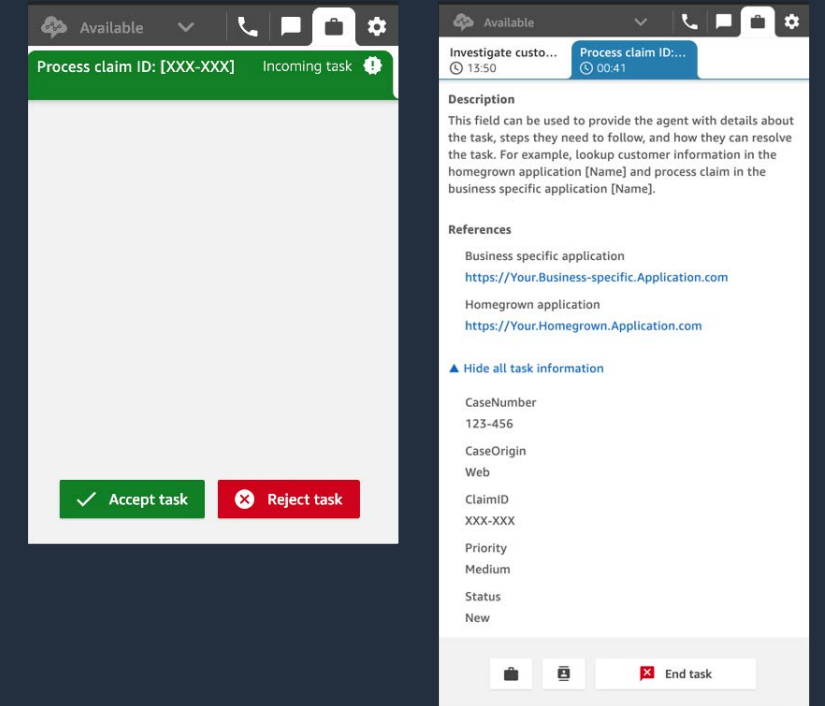 Available
Process claim ID: [XXX-XXX] Incoming task
Accept task
Reject task
Available
Investigate custo...
13:50
Process claim ID:...
00:41
Description
This field can be used to provide the agent with details about
the task, steps they need to follow, and how they can resolve
the task. For example, lookup customer information in the
homegrown application [Name] and process claim in the
business specific application [Name].
References
Business specific application
https://Your.Business-specific.Application.com
Homegrown application
https://Your.Homegrown.Application.com
Hide all task information
CaseNumber
123-456
CaseOrigin
Web
ClaimID
XXX-XXX
Priority
Medium
Status
New
End task